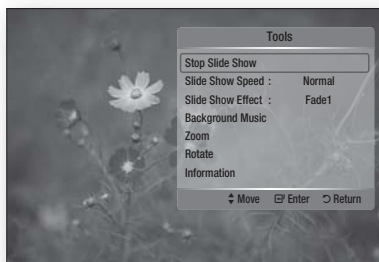 Tools
Stop Slide Show
Slide Show Speed : Normal
Slide Show Effect : Fade1
Background Music
Zoom
Rotate
Information
Move Enter Return